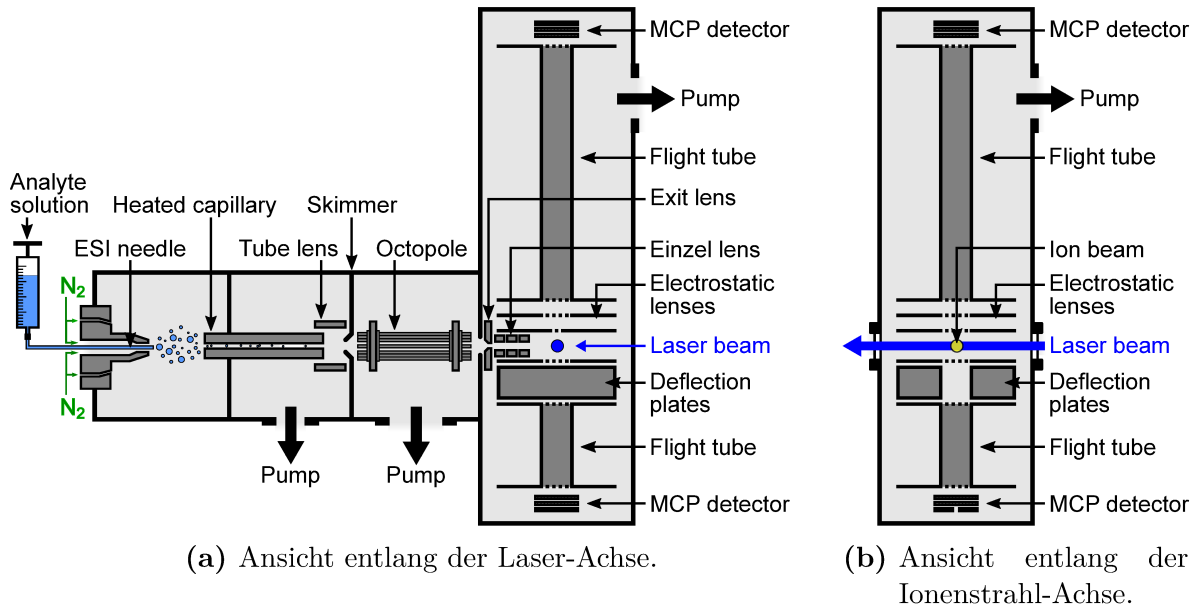 Analyte
solution
ESI needle
Heated capillary
Tube lens
Skimmer
Octopole
N2
N2
Pump
Pump
MCP detector
Pump
Flight tube
Exit lens
Einzel lens
Electrostatic
lenses
Laser beam
Deflection
plates
Flight tube
MCP detector
(a) Ansicht entlang der Laser-Achse.
MCP detector
Pump
Flight tube
Ion beam
Electrostatic
lenses
Laser beam
Deflection
plates
Flight tube
MCP detector
(b) Ansicht entlang der
Ionenstrahl-Achse.